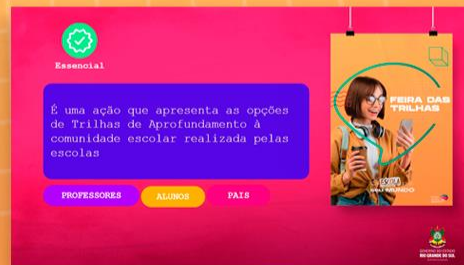 Essencial
É uma ação que apresenta as opções
de Trilhas de Aprofundamento à
comunidade escolar realizada pelas
escolas
PROFESSORES
ALUNOS
PAIS
FEIRA DAS
TRILHAS
MUNDO
GOVERNO DO ESTADO
RIO GRANDE DO SUL